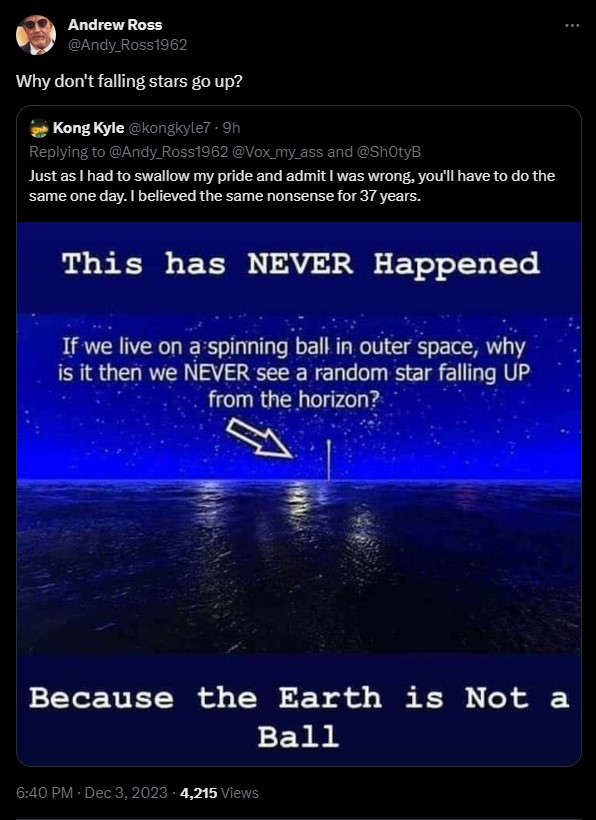 Andrew Ross
@Andy_Ross1962
Why don't falling stars go up?
Kong Kyle @kongkyle7 · 9h
Replying to @Andy_Ross1962 @Vox_my_ass and @Sh0tyB
Just as I had to swallow my pride and admit I was wrong, you'll have to do the
same one day. I believed the same nonsense for 37 years.
This has NEVER Happened
If we live on a spinning ball in outer space, why
is it then we NEVER see a random star falling UP
from the horizon?
Because the Earth is Not a
Ball
6:40 PM · Dec 3, 2023 · 4,215 Views